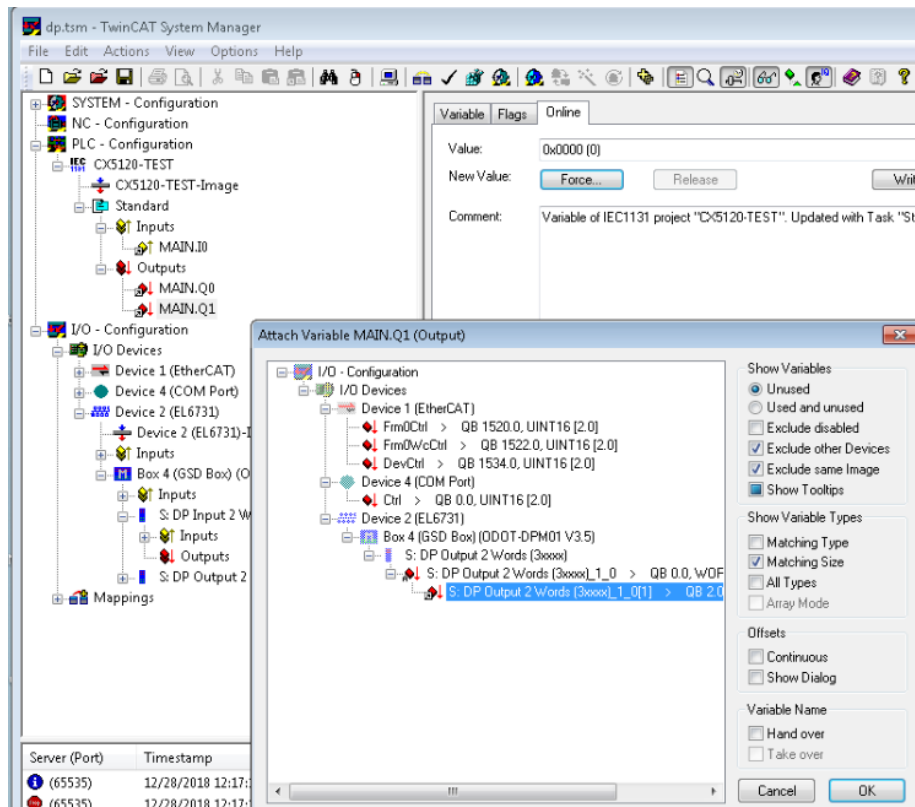 dp.tsm - TwinCAT System Manager
File Edit Actions View Options Help
SYSTEM - Configuration
NC - Configuration
PLC - Configuration
IEC 1131 CX5120-TEST
CX5120-TEST-Image
Standard
Inputs
MAIN.I0
Outputs
MAIN.Q0
MAIN.Q1
I/O - Configuration
I/O Devices
Device 1 (EtherCAT)
Device 4 (COM Port)
Device 2 (EL6731)
Device 2 (EL6731)-I
Inputs
Box 4 (GSD Box) (O
Inputs
S: DP Input 2 W
Inputs
Outputs
S: DP Output 2
Mappings
Variable Flags Online
Value: 0x0000 (0)
New Value: Force... Release Writ
Comment: Variable of IEC1131 project "CX5120-TEST". Updated with Task "St
Attach Variable MAIN.Q1 (Output)
I/O - Configuration
I/O Devices
Device 1 (EtherCAT)
Frm0Ctrl > QB 1520.0, UINT16 [2.0]
Frm0WcCtrl > QB 1522.0, UINT16 [2.0]
DevCtrl > QB 1534.0, UINT16 [2.0]
Device 4 (COM Port)
Ctrl > QB 0.0, UINT16 [2.0]
Device 2 (EL6731)
Box 4 (GSD Box) (ODOT-DPM01 V3.5)
S: DP Output 2 Words (3xxxx)
S: DP Output 2 Words (3xxxx)_1_0 > QB 0.0, WOF
S: DP Output 2 Words (3xxxx)_1_0[1] > QB 2.0
Show Variables
Unused
Used and unused
Exclude disabled
Exclude other Devices
Exclude same Image
Show Tooltips
Show Variable Types
Matching Type
Matching Size
All Types
Array Mode
Offsets
Continuous
Show Dialog
Variable Name
Hand over
Take over
Cancel OK
Server (Port) Timestamp
(65535) 12/28/2018 12:17:
(65535) 12/28/2018 12:17: